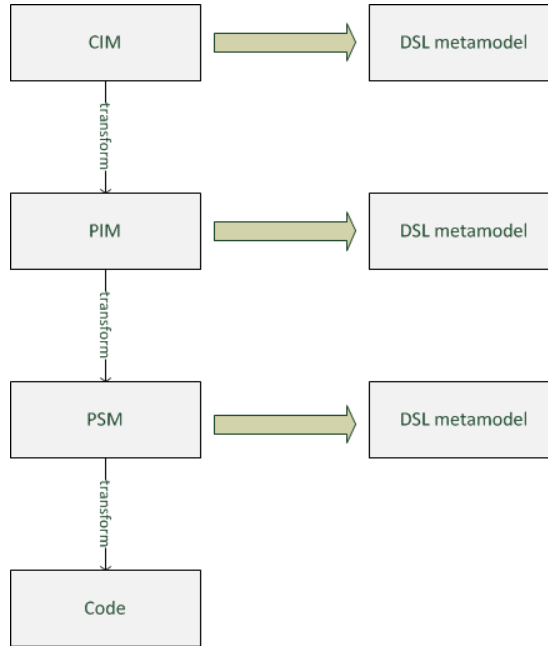 CIM
DSL metamodel
transform
PIM
DSL metamodel
transform
PSM
DSL metamodel
transform
Code